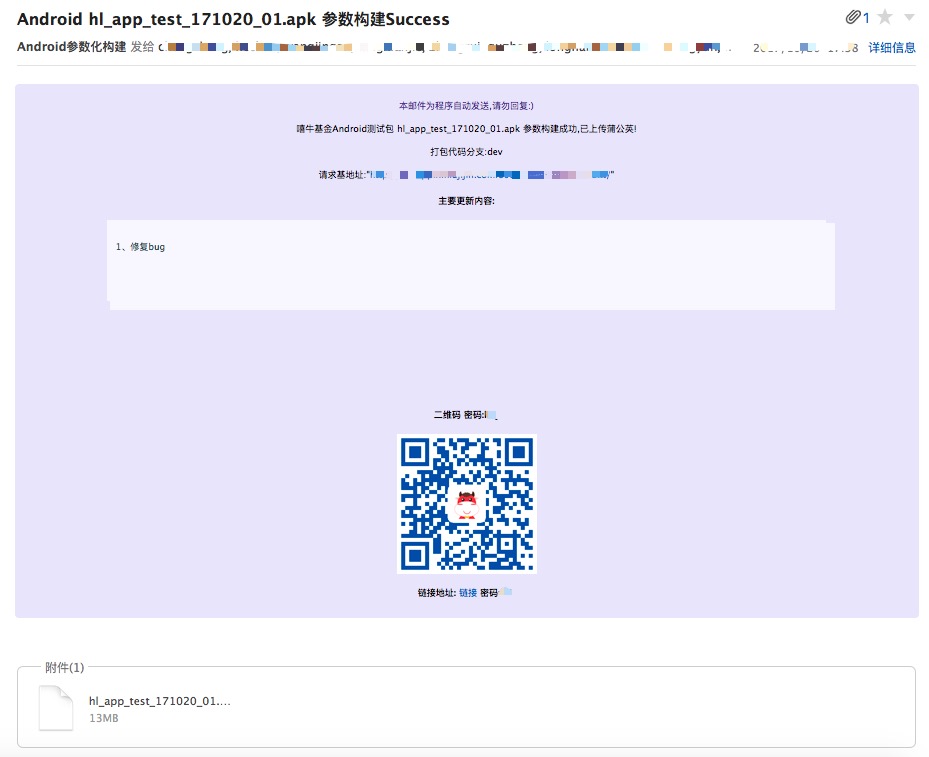 Android hl_app_test_171020_01.apk 参数构建Success
1
Android参数化构建 发给
详细信息
本邮件为程序自动发送,请勿回复:)
嘻牛基金Android测试包 hl_app_test_171020_01.apk 参数构建成功,已上传蒲公英!
打包代码分支:dev
请求基地址:"
主要更新内容:
1、修复bug
二维码 密码:
链接地址: 链接 密码
附件(1)
hl_app_test_171020_01....
13MB